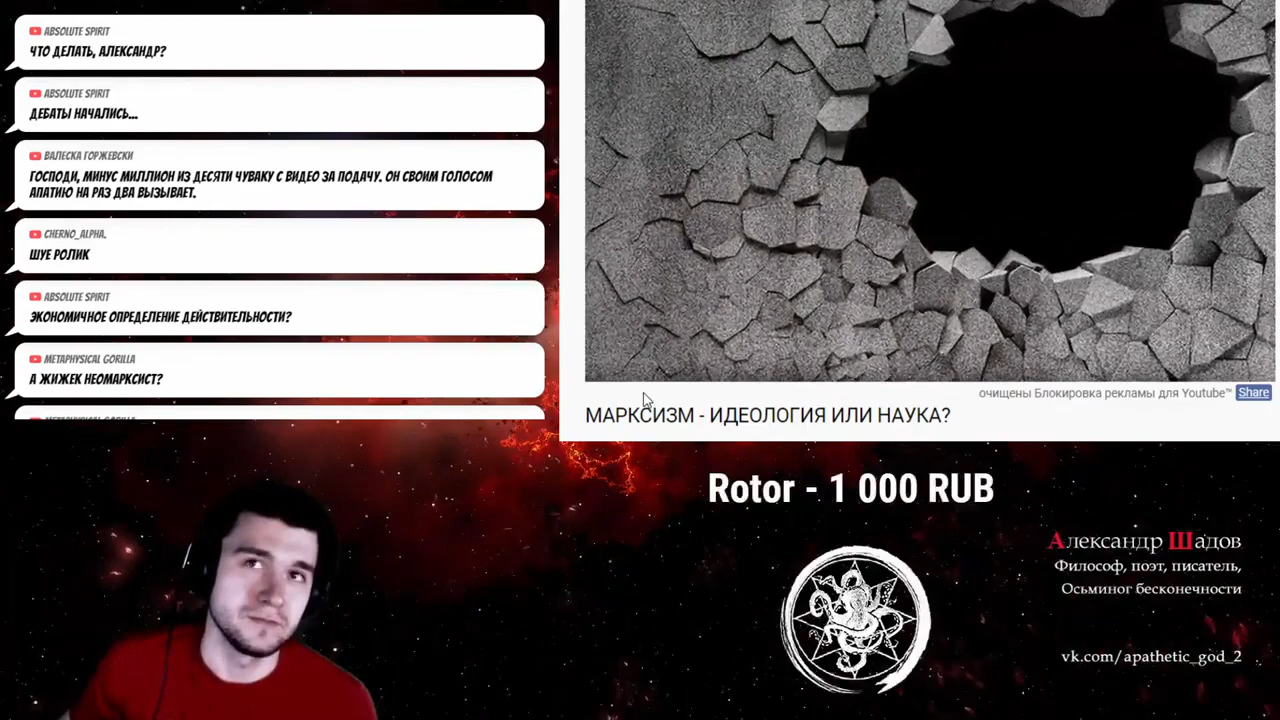 ABSOLUTE SPIRIT
ЧТО ДЕЛАТЬ, АЛЕКСАНДР?
ABSOLUTE SPIRIT
ДЕБАТЫ НАЧАЛИСЬ...
ВАЛЕСКА ГОРЖЕВСКИ
ГОСПОДИ, МИНУС МИЛЛИОН ИЗ ДЕСЯТИ ЧУВАКУ С ВИДЕО ЗА ПОДАЧУ. ОН СВОИМ ГОЛОСОМ
АПАТИЮ НА РАЗ ДВА ВЫЗЫВАЕТ.
CHERNO_ALPHA.
ШУЕ РОЛИК
ABSOLUTE SPIRIT
ЭКОНОМИЧНОЕ ОПРЕДЕЛЕНИЕ ДЕЙСТВИТЕЛЬНОСТИ?
METAPHYSICAL GORILLA
А ЖИЖЕК НЕОМАРКСИСТ?
очищены Блокировка рекламы для Youtube™ Share
МАРКСИЗМ - ИДЕОЛОГИЯ ИЛИ НАУКА?
Rotor - 1 000 RUB
Александр Шадов
Философ, поэт, писатель,
Осьминог бесконечности
vk.com/apathetic_god_2